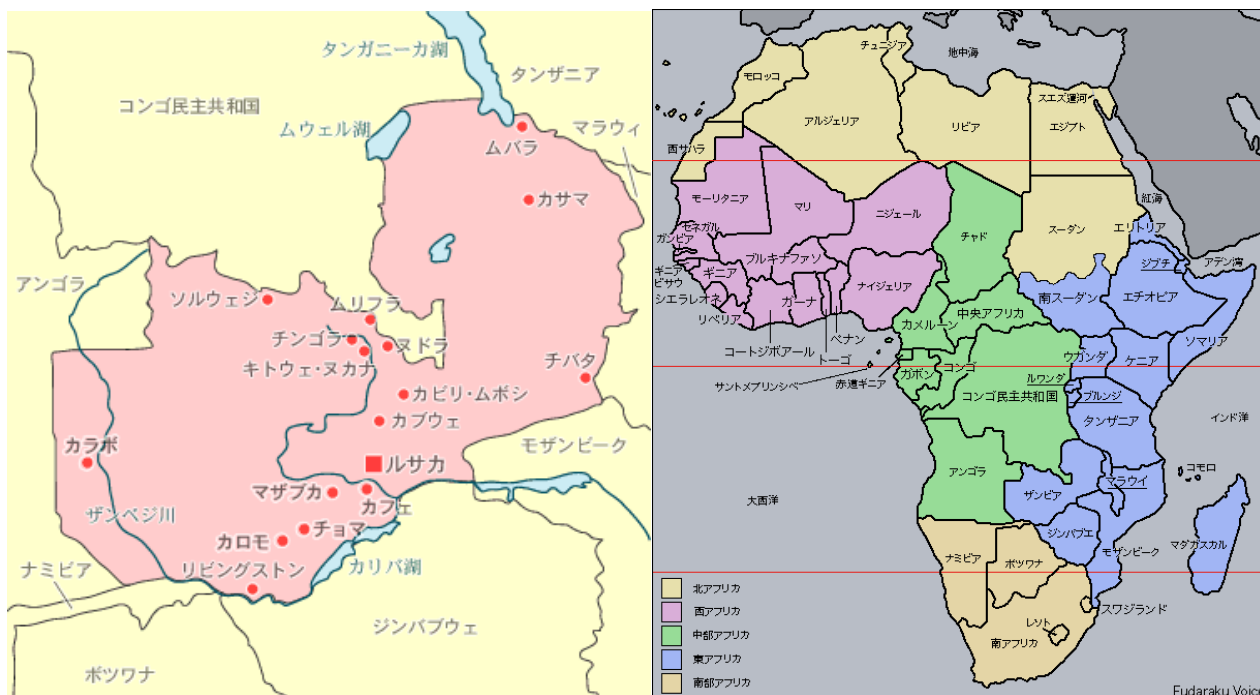 タンガニーカ湖
タンザニア
コンゴ民主共和国
ムウェル湖
マラウィ
ムバラ
カサマ
アンゴラ
ソルウェジ
ムリフラ
チンゴラ
ヌドラ
キトウェ・ヌカナ
チバタ
カピリ・ムボシ
カブウェ
モザンビーク
カラボ
ルサカ
マザブカ
カフェ
ザンベジ川
チョマ
カロモ
カリバ湖
リビングストン
ナミビア
ジンバブウェ
ボツワナ
チュニジア
地中海
モロッコ
スエズ運河
アルジェリア
リビア
エジプト
西サハラ
モーリタニア
マリ
ニジェール
紅海
セネガル
チャド
スーダン
エリトリア
ガンビア
ブルキナファソ
ジブチ
アデン湾
ギニア
ビサウ
ギニア
ナイジェリア
南スーダン
エチオピア
シエラレオネ
ガーナ
中央アフリカ
リベリア
カメルーン
ベナン
ソマリア
コートジボアール
トーゴ
ウガンダ
ケニア
サントメプリンシペ
赤道ギニア
ガボン
コンゴ
ルワンダ
コンゴ民主共和国
ブルンジ
タンザニア
インド洋
アンゴラ
コモロ
大西洋
ザンビア
マラウイ
ジンバブエ
モザンビーク
マダガスカル
ナミビア
ボツワナ
スワジランド
レソト
南アフリカ
北アフリカ
西アフリカ
中部アフリカ
東アフリカ
南部アフリカ
Fudaraku Voja